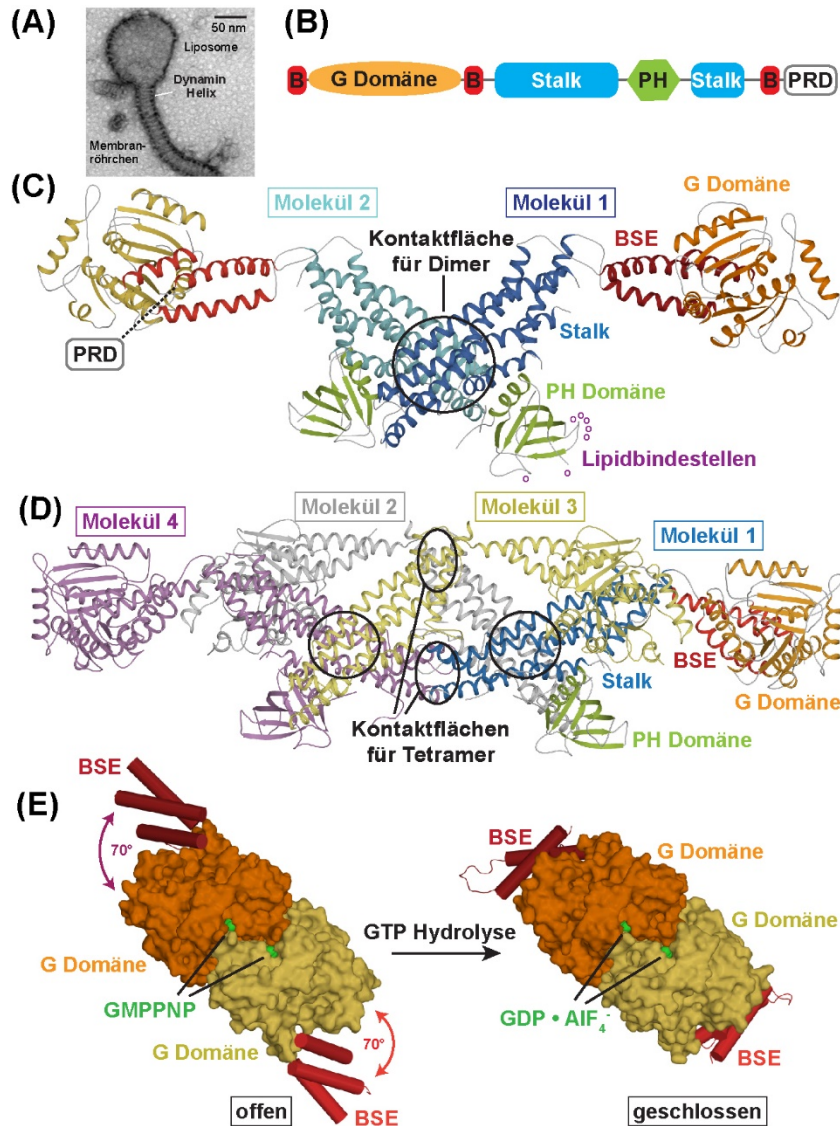 (A)
50 nm
Liposome
Dynamin
Helix
Membran-
röhrchen
(B)
B G Domäne B Stalk PH Stalk B PRD
(C)
Molekül 2
Molekül 1
G Domäne
Kontaktfläche
für Dimer
BSE
PRD
Stalk
PH Domäne
Lipidbindestellen
(D)
Molekül 4
Molekül 2
Molekül 3
Molekül 1
BSE
G Domäne
Stalk
Kontaktflächen
für Tetramer
PH Domäne
(E)
BSE
70°
G Domäne
GMPPNP
G Domäne
70°
BSE
offen
GTP Hydrolyse
BSE
G Domäne
G Domäne
GDP • AlF₄⁻
BSE
geschlossen